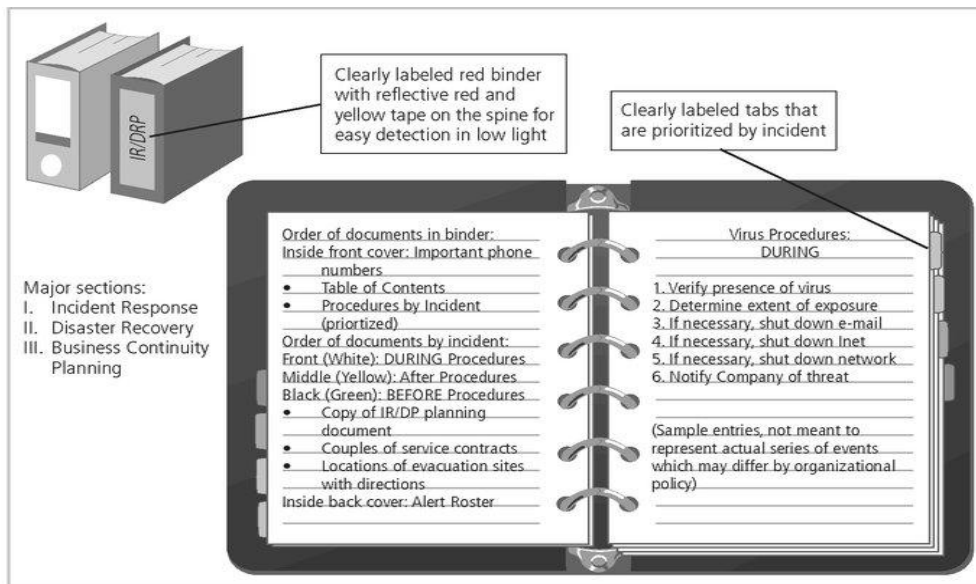 Clearly labeled red binder
with reflective red and
yellow tape on the spine for
easy detection in low light
Clearly labeled tabs that
are prioritized by incident
IR/DRP
Major sections:
I. Incident Response
II. Disaster Recovery
III. Business Continuity
Planning
Order of documents in binder:
Inside front cover: Important phone
numbers
• Table of Contents
• Procedures by Incident
(priortized)
Order of documents by incident:
Front (White): DURING Procedures
Middle (Yellow): After Procedures
Black (Green): BEFORE Procedures
• Copy of IR/DP planning
document
• Couples of service contracts
• Locations of evacuation sites
with directions
Inside back cover: Alert Roster
Virus Procedures:
DURING
1. Verify presence of virus
2. Determine extent of exposure
3. If necessary, shut down e-mail
4. If necessary, shut down Inet
5. If necessary, shut down network
6. Notify Company of threat
(Sample entries, not meant to
represent actual series of events
which may differ by organizational
policy)